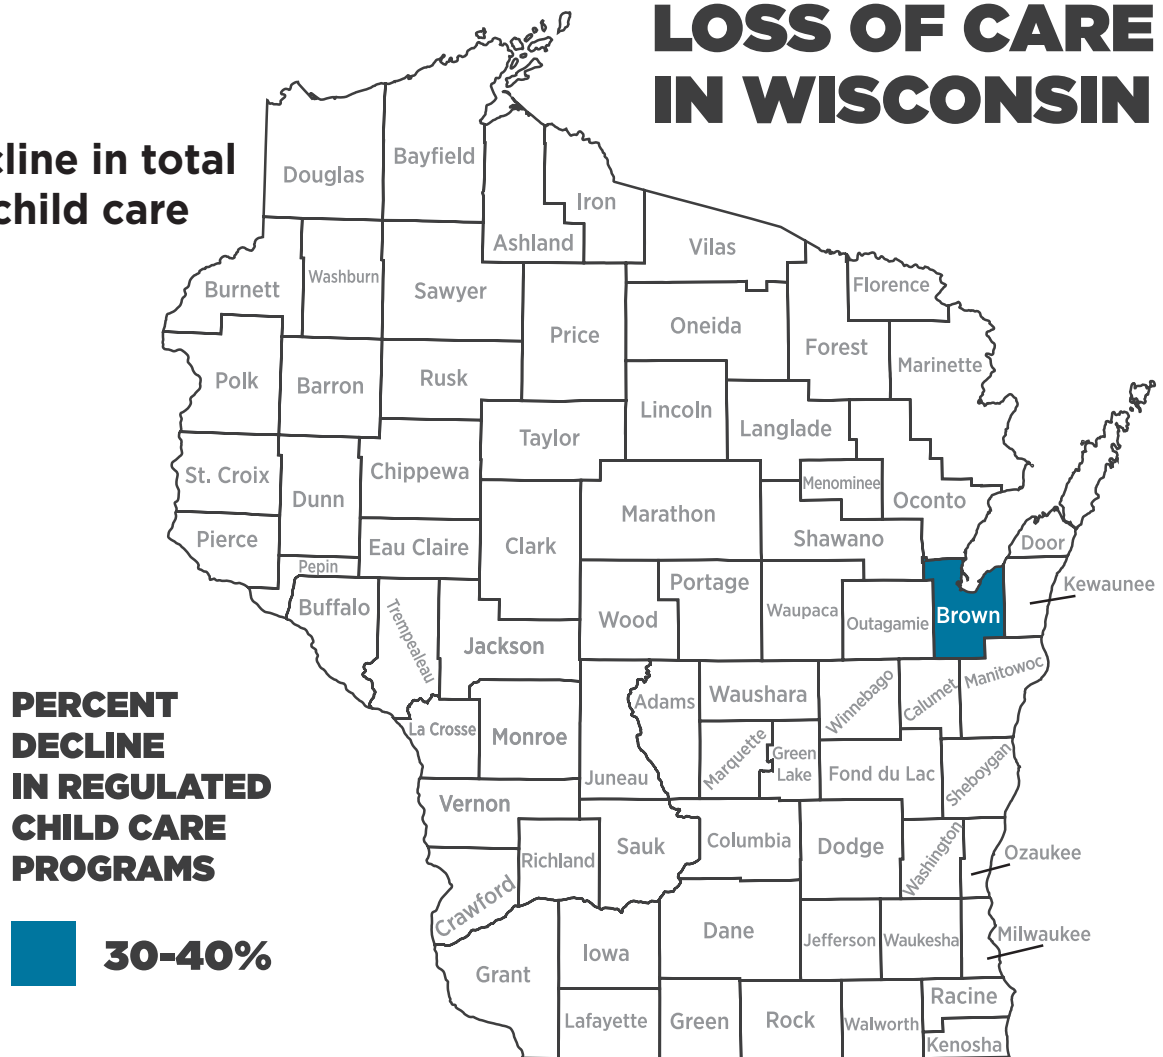 LOSS OF CARE
IN WISCONSIN
cline in total
child care
Douglas
Bayfield
Iron
Ashland
Vilas
Washburn
Burnett
Sawyer
Florence
Price
Oneida
Forest
Marinette
Polk
Barron
Rusk
Lincoln
Langlade
Taylor
St. Croix
Chippewa
Menominee
Dunn
Oconto
Marathon
Pierce
Eau Claire
Clark
Shawano
Door
Pepin
Portage
Kewaunee
Buffalo
Trempealeau
Wood
Waupaca
Outagamie
Brown
Jackson
Adams
Waushara
Winnebago
Calumet
Manitowoc
La Crosse
Monroe
Juneau
Marquette
Green
Lake
Fond du Lac
Sheboygan
Vernon
Richland
Sauk
Columbia
Dodge
Washington
Ozaukee
Crawford
Dane
Jefferson
Waukesha
Milwaukee
Grant
Iowa
Lafayette
Green
Rock
Walworth
Racine
Kenosha
PERCENT
DECLINE
IN REGULATED
CHILD CARE
PROGRAMS
30-40%